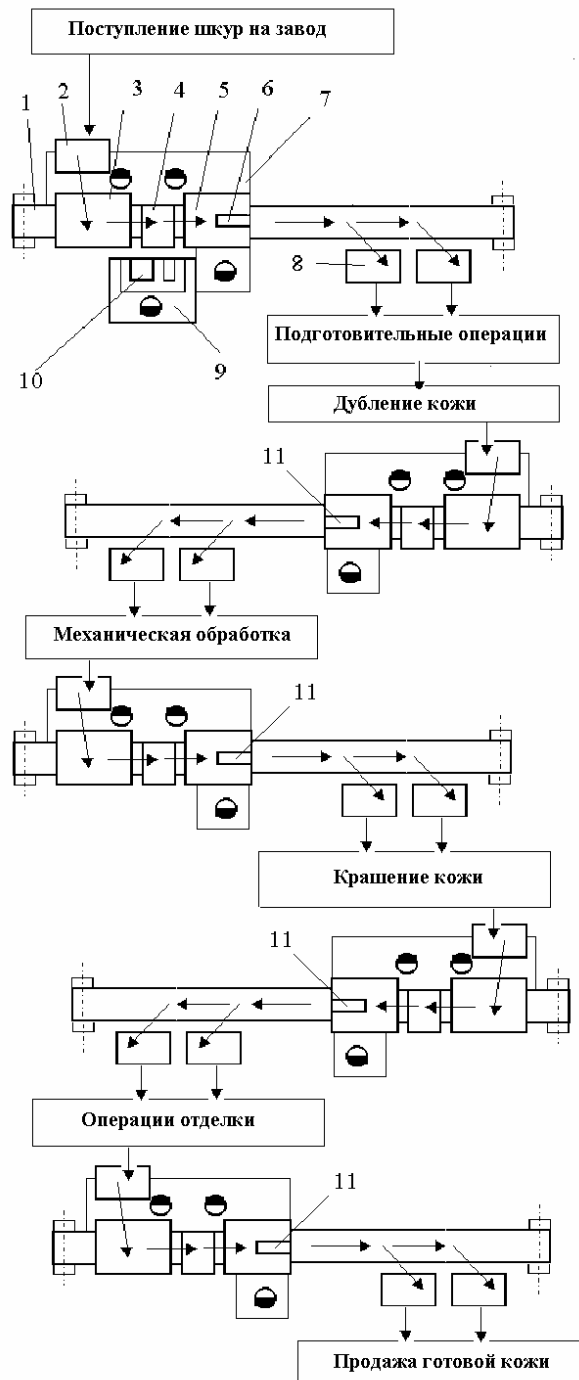 Поступление шкур на завод
1
2
3
4
5
6
7
8
9
10
Подготовительные операции
Дубление кожи
11
Механическая обработка
11
Крашение кожи
11
Операции отделки
11
Продажа готовой кожи